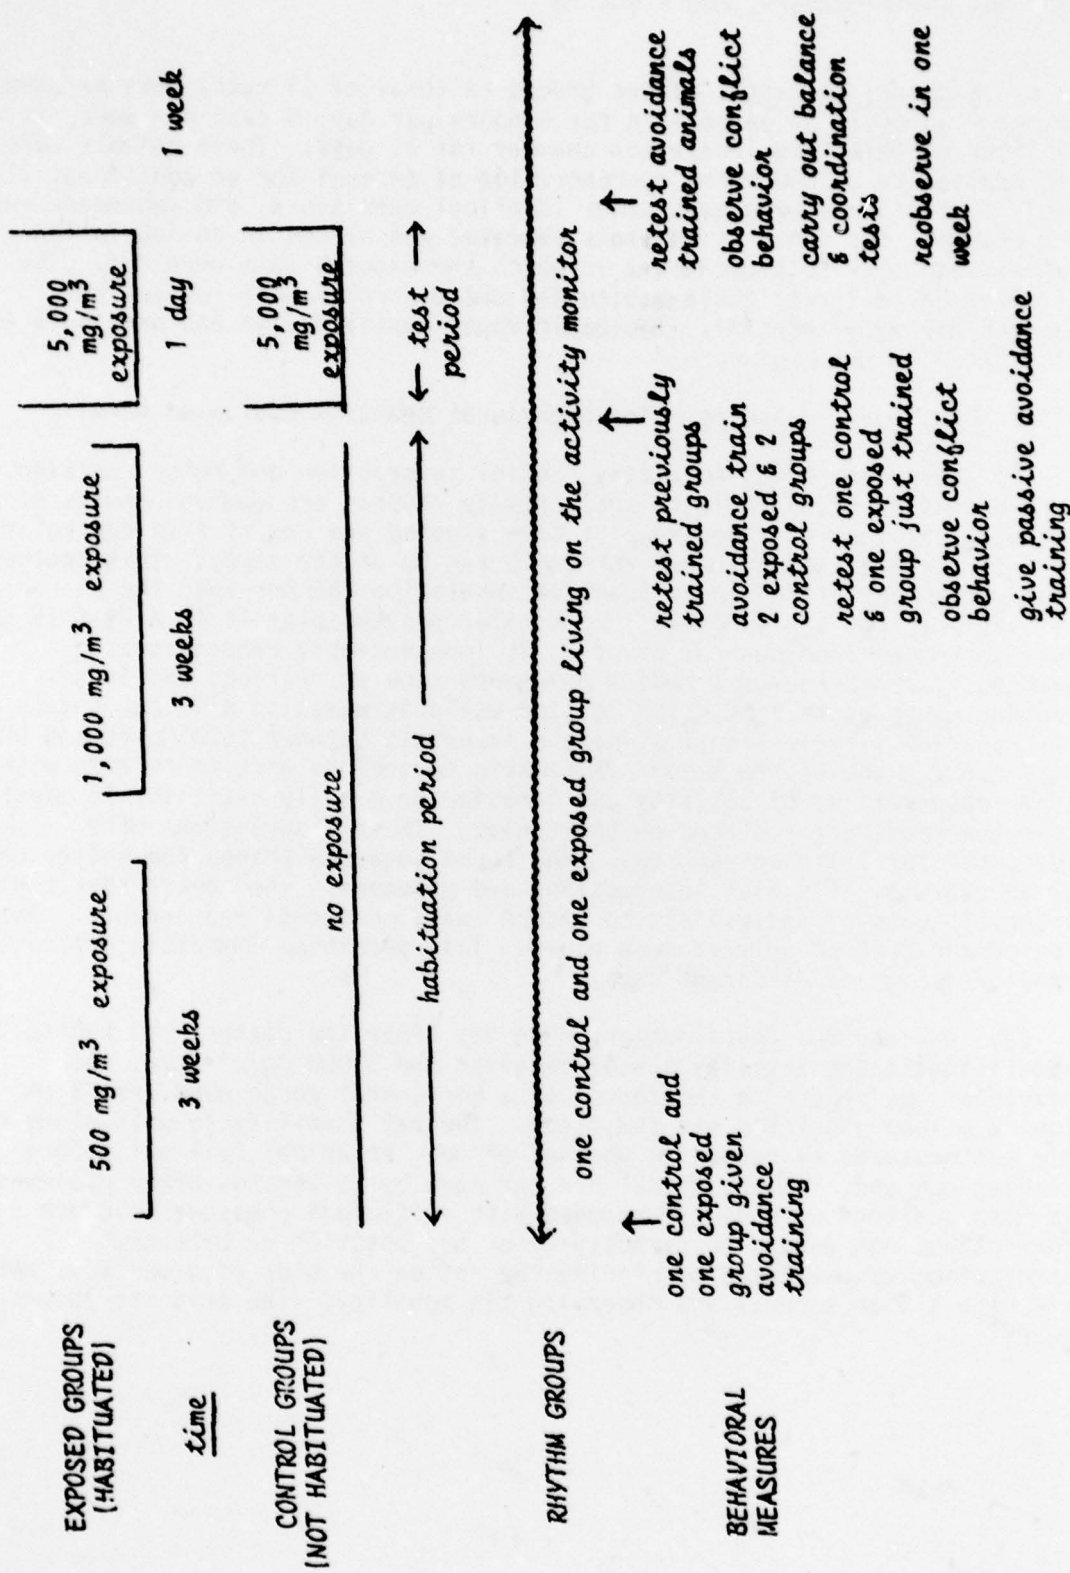 EXPOSED GROUPS
(HABITUATED)
500 mg/m³ exposure
1,000 mg/m³ exposure
5,000
mg/m³
exposure
time
3 weeks
3 weeks
1 day
1 week
CONTROL GROUPS
(NOT HABITUATED)
no exposure
5,000
mg/m³
exposure
habituation period
test
period
RHYTHM GROUPS
one control and one exposed group living on the activity monitor
BEHAVIORAL
MEASURES
one control and
one exposed
group given
avoidance
training
retest previously
trained groups
avoidance train
2 exposed & 2
control groups
retest one control
& one exposed
group just trained
observe conflict
behavior
give passive avoidance
training
retest avoidance
trained animals
observe conflict
behavior
carry out balance
& coordination
tests
reobserve in one
week